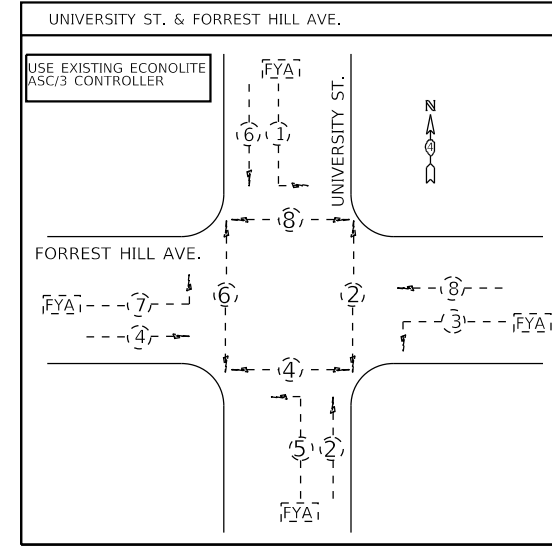 UNIVERSITY ST. & FORREST HILL AVE.
USE EXISTING ECONOLITE
ASC/3 CONTROLLER
FYA
UNIVERSITY ST.
N
4
6 1
8
FORREST HILL AVE.
FYA 7
4
6
2
8
3 FYA
4
5 2
FYA